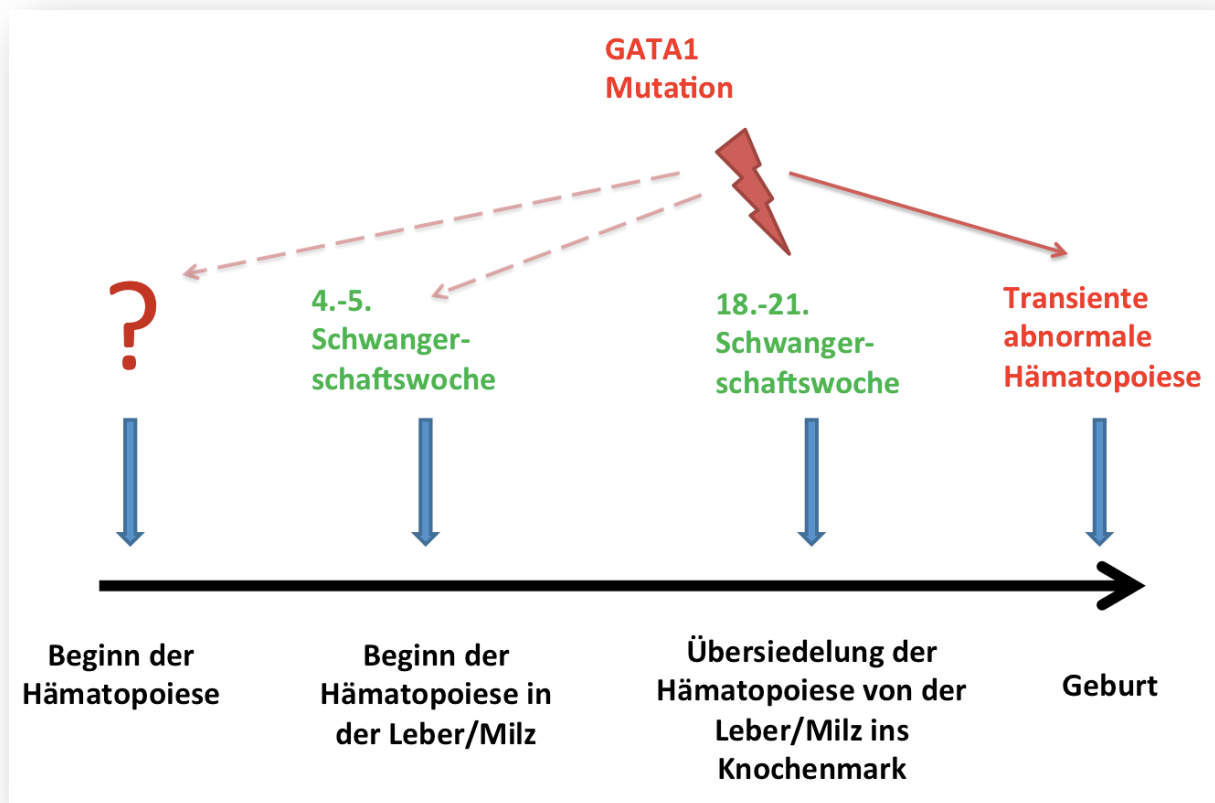 GATA1
Mutation
?
4.-5.
Schwanger-
schaftswoche
18.-21.
Schwanger-
schaftswoche
Transiente
abnormale
Hämatopoiese
Beginn der
Hämatopoiese
Beginn der
Hämatopoiese in
der Leber/Milz
Übersiedelung der
Hämatopoiese von der
Leber/Milz ins
Knochenmark
Geburt